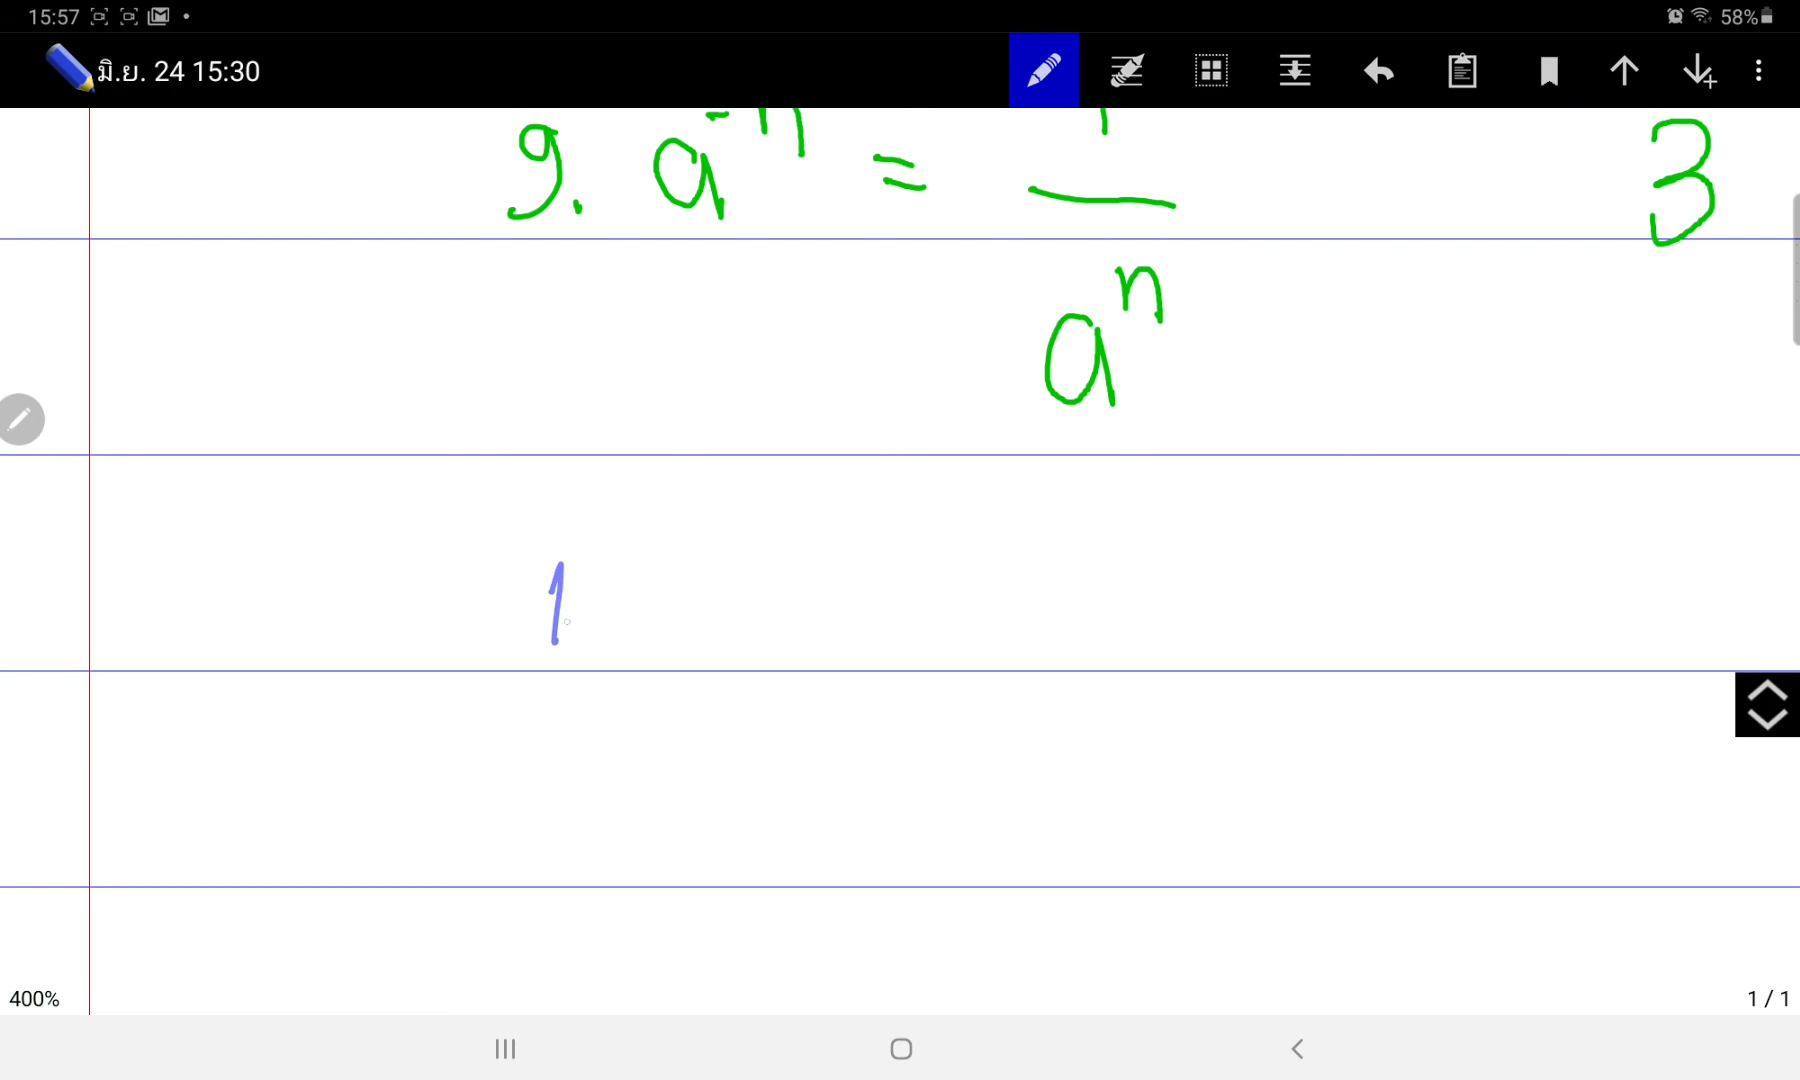 15:57 58%
มิ.ย. 24 15:30
9. a⁻ⁿ = 1 3
aⁿ
1
400% 1 / 1